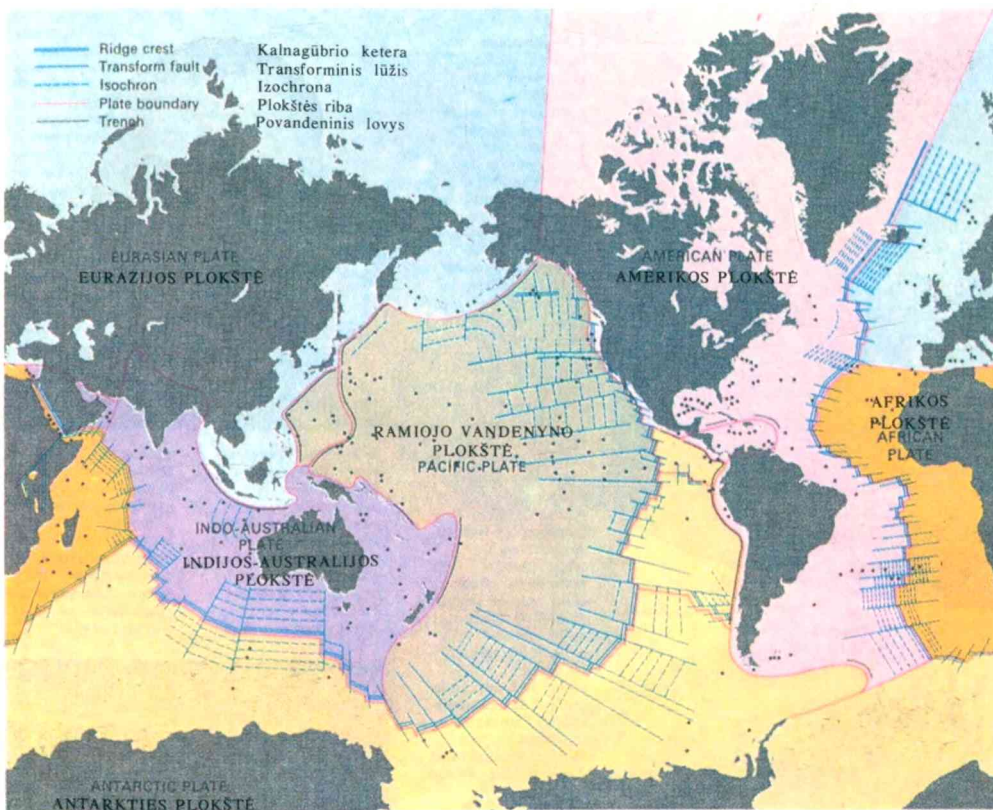 Ridge crest Kalnagūbrio ketera
Transform fault Transforminis lūžis
Isochron Izochrona
Plate boundary Plokštės riba
Trench Povandeninis lovys
EURASIAN PLATE
EURAZIJOS PLOKŠTĖ
AMERICAN PLATE
AMERIKOS PLOKŠTĖ
AFRIKOS
PLOKŠTĖ
AFRICAN
PLATE
RAMIOJO VANDENYNO
PLOKŠTĖ
PACIFIC PLATE
INDO-AUSTRALIAN
PLATE
INDIJOS-AUSTRALIJOS
PLOKŠTĖ
ANTARCTIC PLATE
ANTARKTIES PLOKŠTĖ